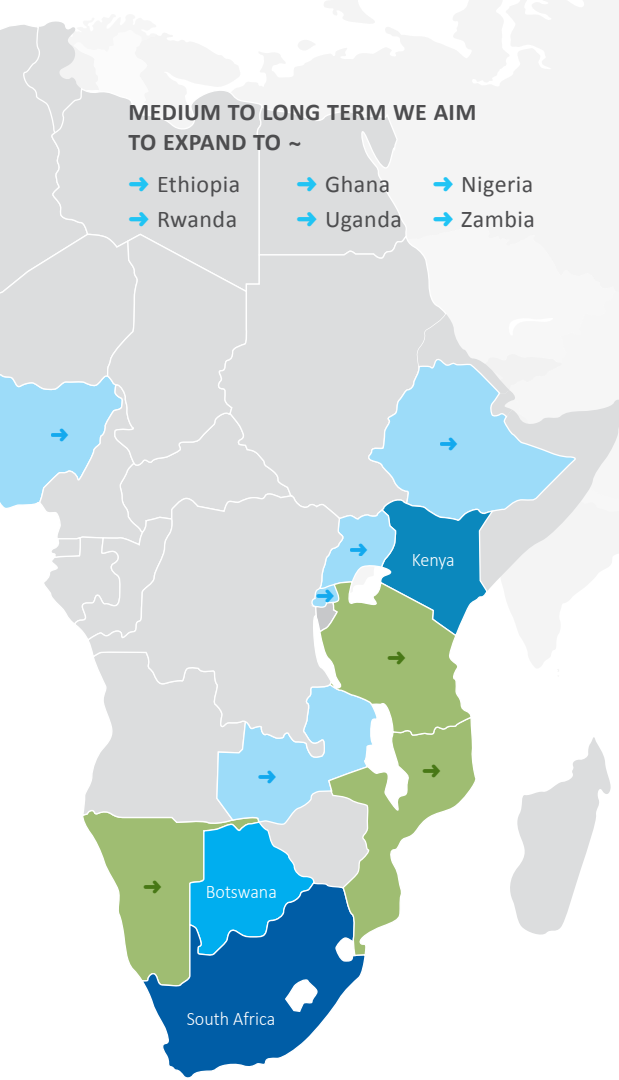 MEDIUM TO LONG TERM WE AIM
TO EXPAND TO ~
➜ Ethiopia ➜ Ghana ➜ Nigeria
➜ Rwanda ➜ Uganda ➜ Zambia
Kenya
Botswana
South Africa